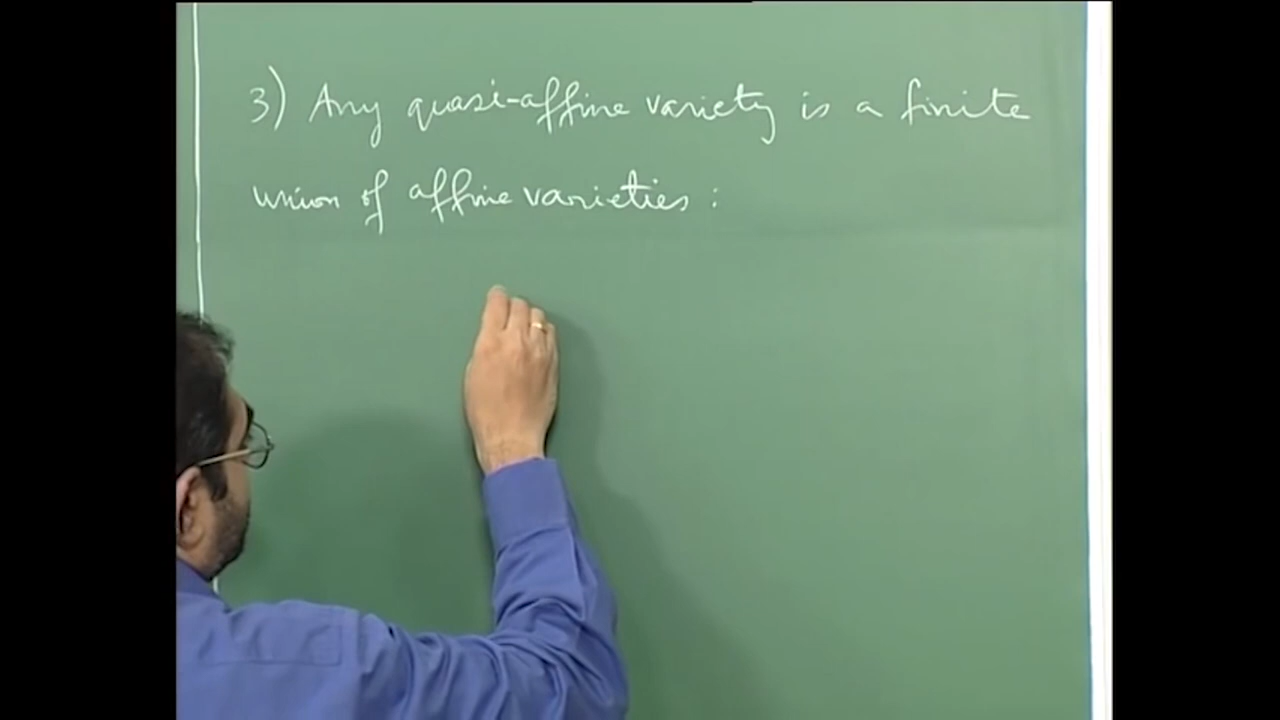 3) Any quasi-affine variety is a finite
union of affine varieties :